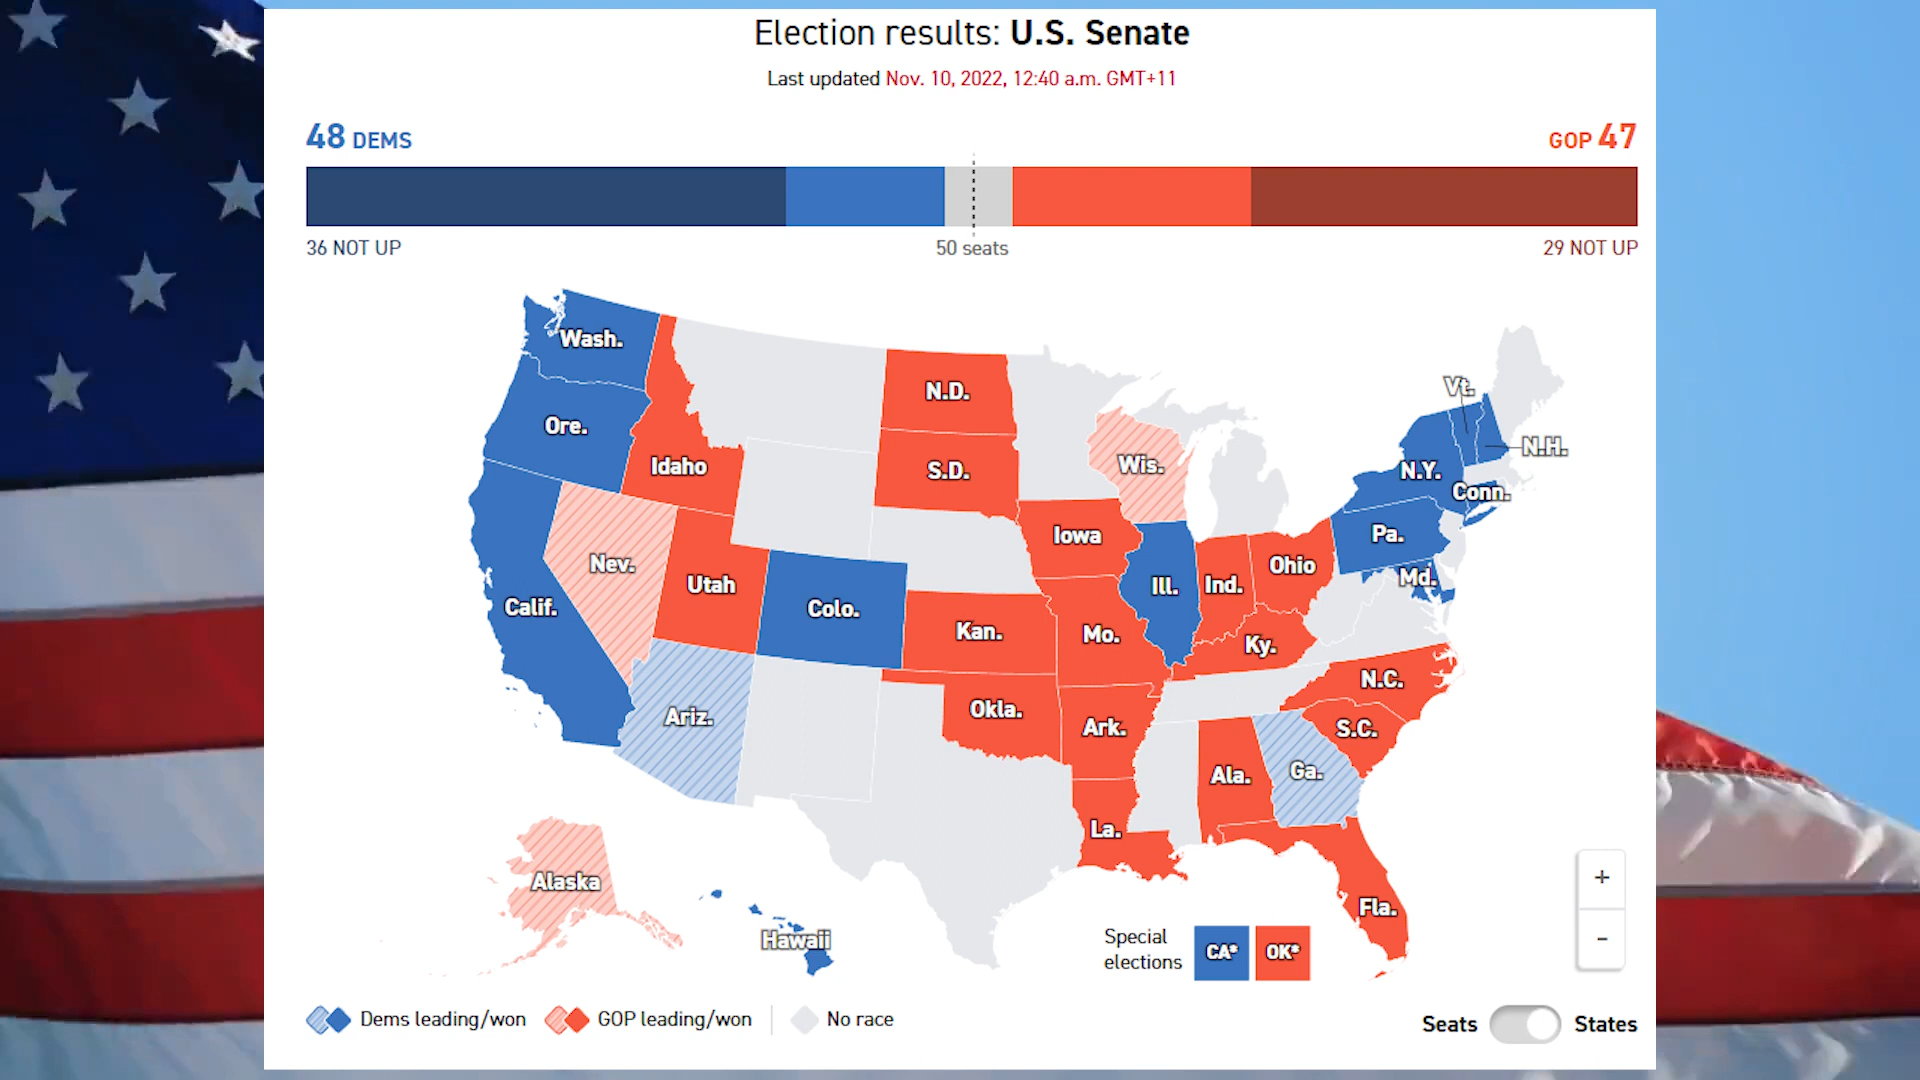 Election results: U.S. Senate
Last updated Nov. 10, 2022, 12:40 a.m. GMT+11
48 DEMS
GOP 47
36 NOT UP
50 seats
29 NOT UP
Wash.
Ore.
Idaho
N.D.
S.D.
Wis.
Vt.
N.H.
N.Y.
Conn.
Pa.
Md.
Iowa
Ill.
Ind.
Ohio
Nev.
Utah
Colo.
Calif.
Kan.
Mo.
Ky.
N.C.
Ariz.
Okla.
Ark.
S.C.
Ala.
Ga.
La.
Alaska
Hawaii
Fla.
Special
elections
CA*
OK*
+
-
Dems leading/won
GOP leading/won
No race
Seats
States